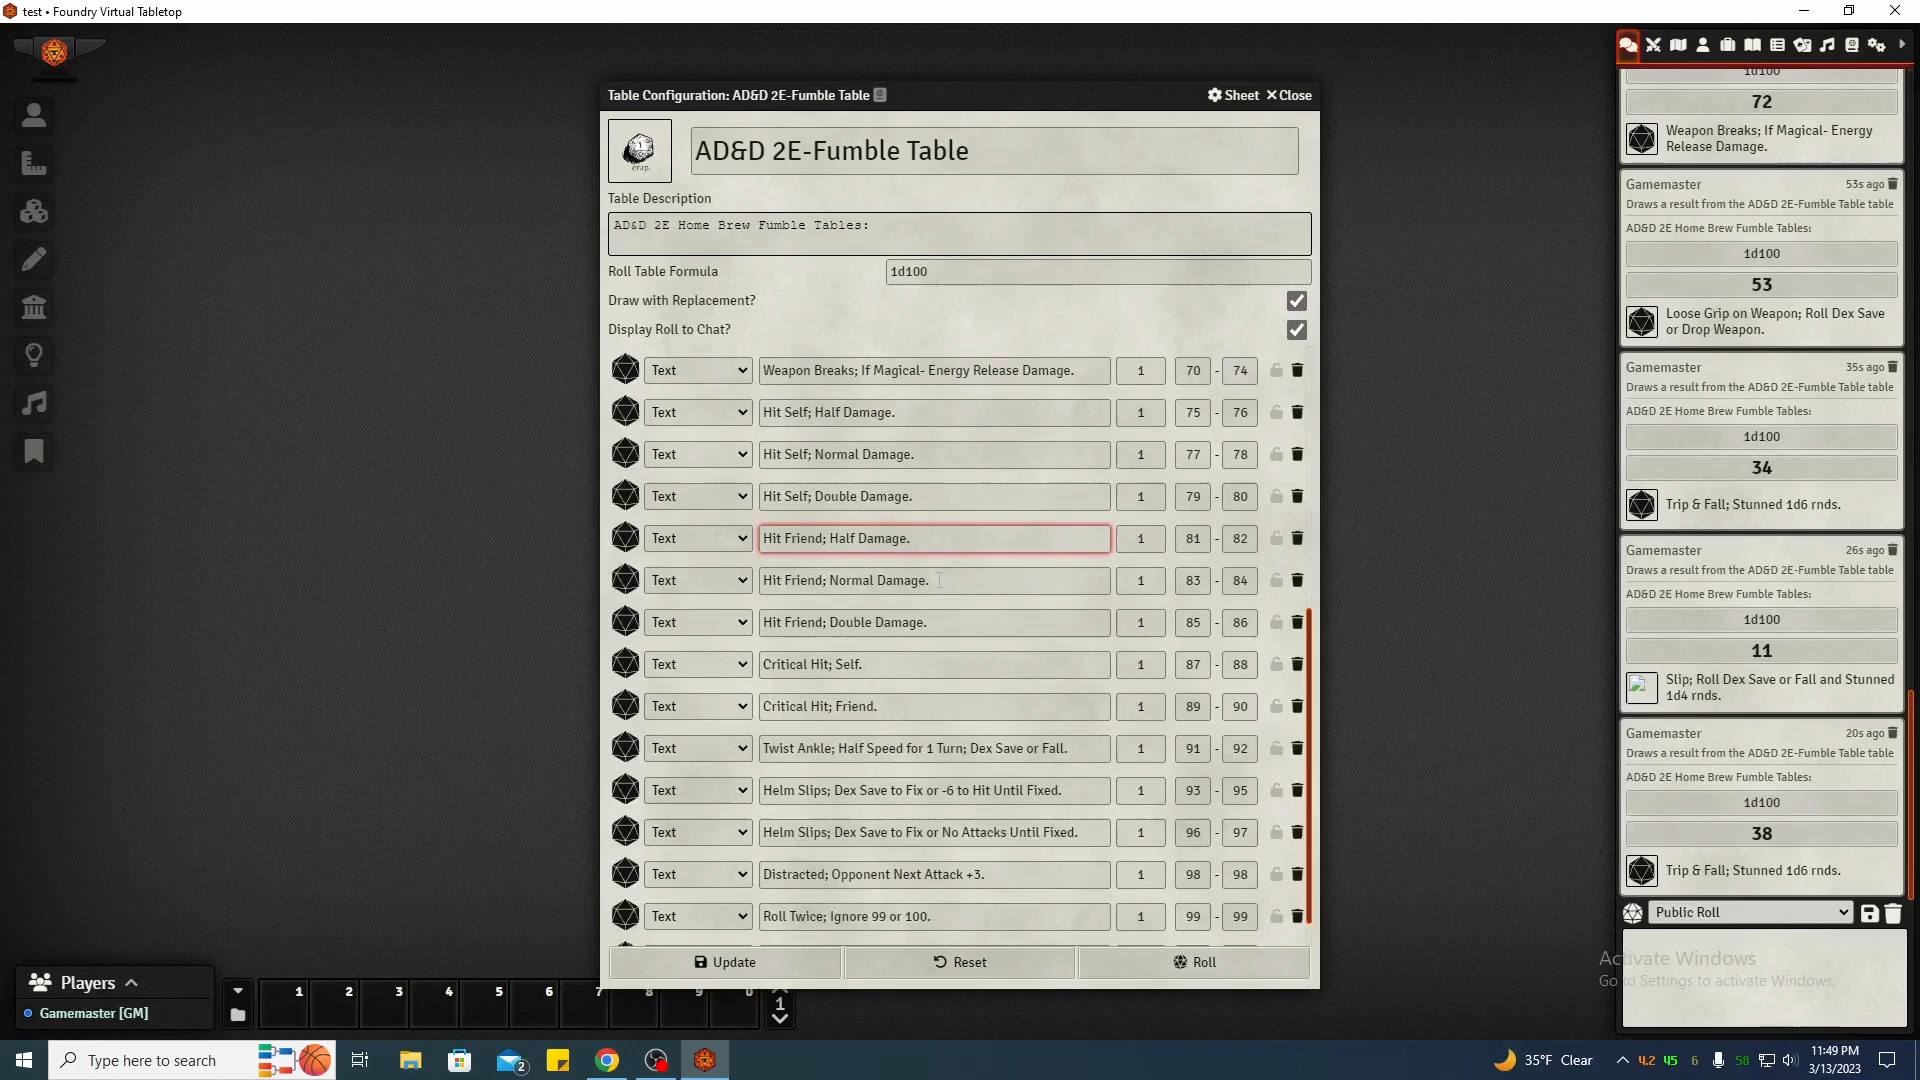 test • Foundry Virtual Tabletop
Table Configuration: AD&D 2E-Fumble Table
Sheet
Close
1
crap.
AD&D 2E-Fumble Table
Table Description
AD&D 2E Home Brew Fumble Tables:
Roll Table Formula
1d100
Draw with Replacement?
Display Roll to Chat?
Text Weapon Breaks; If Magical- Energy Release Damage. 1 70 - 74
Text Hit Self; Half Damage. 1 75 - 76
Text Hit Self; Normal Damage. 1 77 - 78
Text Hit Self; Double Damage. 1 79 - 80
Text Hit Friend; Half Damage. 1 81 - 82
Text Hit Friend; Normal Damage. 1 83 - 84
Text Hit Friend; Double Damage. 1 85 - 86
Text Critical Hit; Self. 1 87 - 88
Text Critical Hit; Friend. 1 89 - 90
Text Twist Ankle; Half Speed for 1 Turn; Dex Save or Fall. 1 91 - 92
Text Helm Slips; Dex Save to Fix or -6 to Hit Until Fixed. 1 93 - 95
Text Helm Slips; Dex Save to Fix or No Attacks Until Fixed. 1 96 - 97
Text Distracted; Opponent Next Attack +3. 1 98 - 98
Text Roll Twice; Ignore 99 or 100. 1 99 - 99
Update
Reset
Roll
1d100
72
Weapon Breaks; If Magical- Energy
Release Damage.
Gamemaster 53s ago
Draws a result from the AD&D 2E-Fumble Table table
AD&D 2E Home Brew Fumble Tables:
1d100
53
Loose Grip on Weapon; Roll Dex Save
or Drop Weapon.
Gamemaster 35s ago
Draws a result from the AD&D 2E-Fumble Table table
AD&D 2E Home Brew Fumble Tables:
1d100
34
Trip & Fall; Stunned 1d6 rnds.
Gamemaster 26s ago
Draws a result from the AD&D 2E-Fumble Table table
AD&D 2E Home Brew Fumble Tables:
1d100
11
Slip; Roll Dex Save or Fall and Stunned
1d4 rnds.
Gamemaster 20s ago
Draws a result from the AD&D 2E-Fumble Table table
AD&D 2E Home Brew Fumble Tables:
1d100
38
Trip & Fall; Stunned 1d6 rnds.
Public Roll
Activate Windows
Go to Settings to activate Windows.
Players
Gamemaster [GM]
1 2 3 4 5 6 7 8 9 0
1
Type here to search
2
35°F Clear
4.2 45 6 58
11:49 PM
3/13/2023